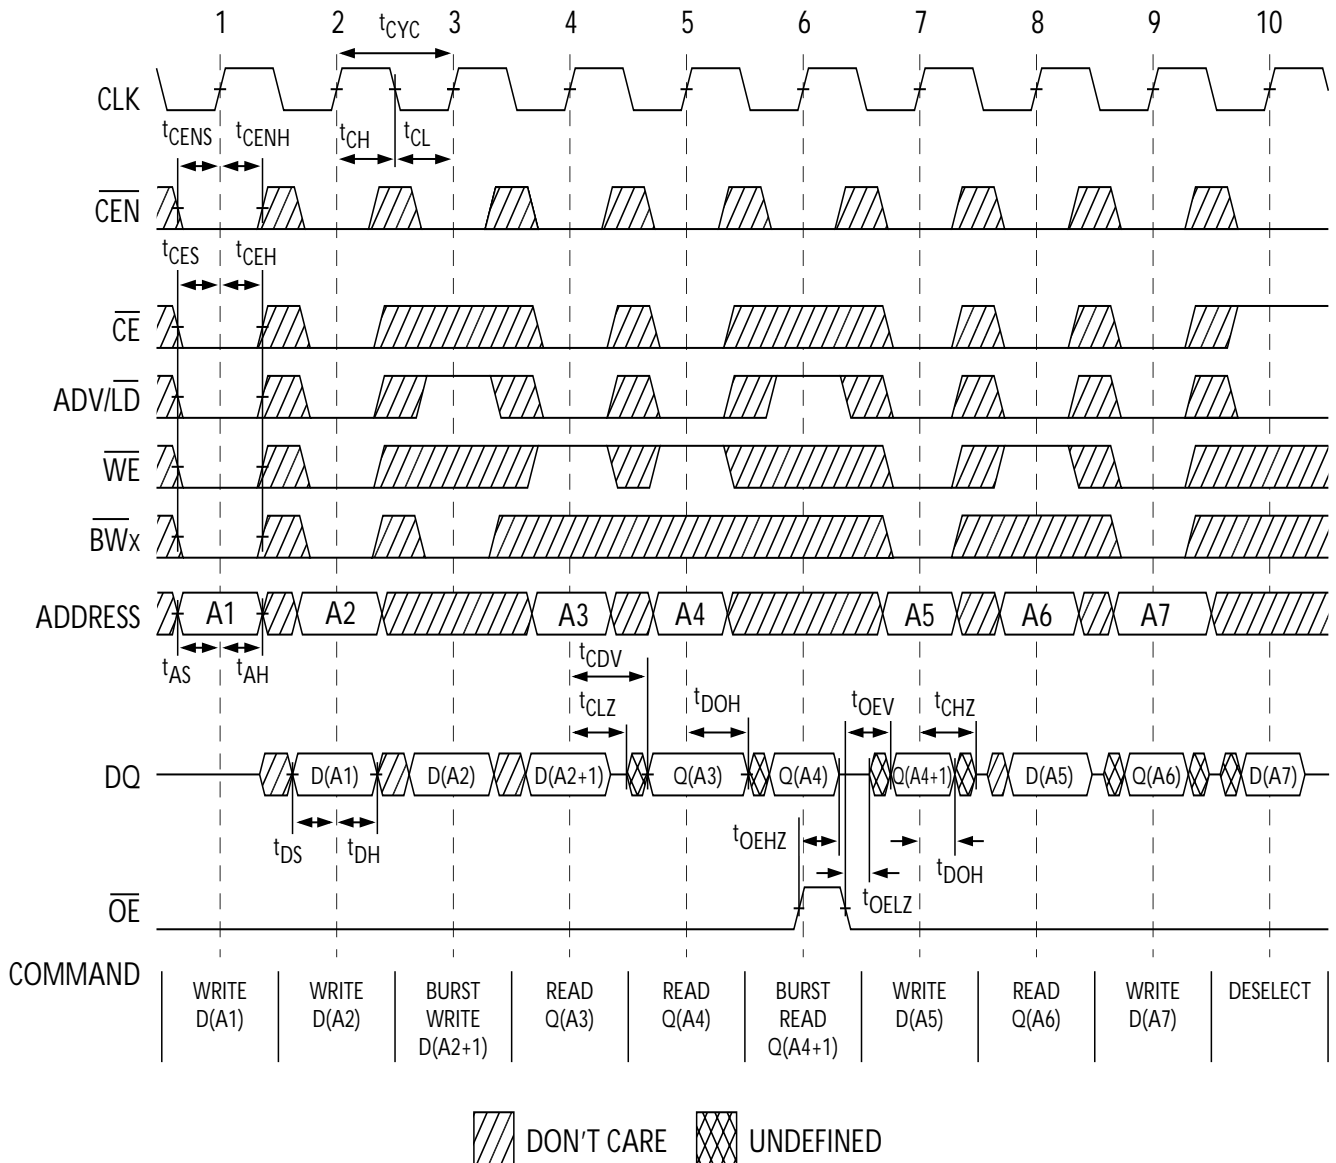 1 2 tCYC 3 4 5 6 7 8 9 10
CLK
tCENS tCENH tCH tCL
CEN
tCES tCEH
CE
ADV/LD
WE
BWx
ADDRESS A1 A2 A3 A4 A5 A6 A7
tAS tAH tCDV
tCLZ tDOH tOEV tCHZ
DQ D(A1) D(A2) D(A2+1) Q(A3) Q(A4) Q(A4+1) D(A5) Q(A6) D(A7)
tDS tDH tOEHZ tDOH
tOELZ
OE
COMMAND
WRITE WRITE BURST READ READ BURST WRITE READ WRITE DESELECT
D(A1) D(A2) WRITE Q(A3) Q(A4) READ D(A5) Q(A6) D(A7)
D(A2+1) Q(A4+1)
DON'T CARE UNDEFINED